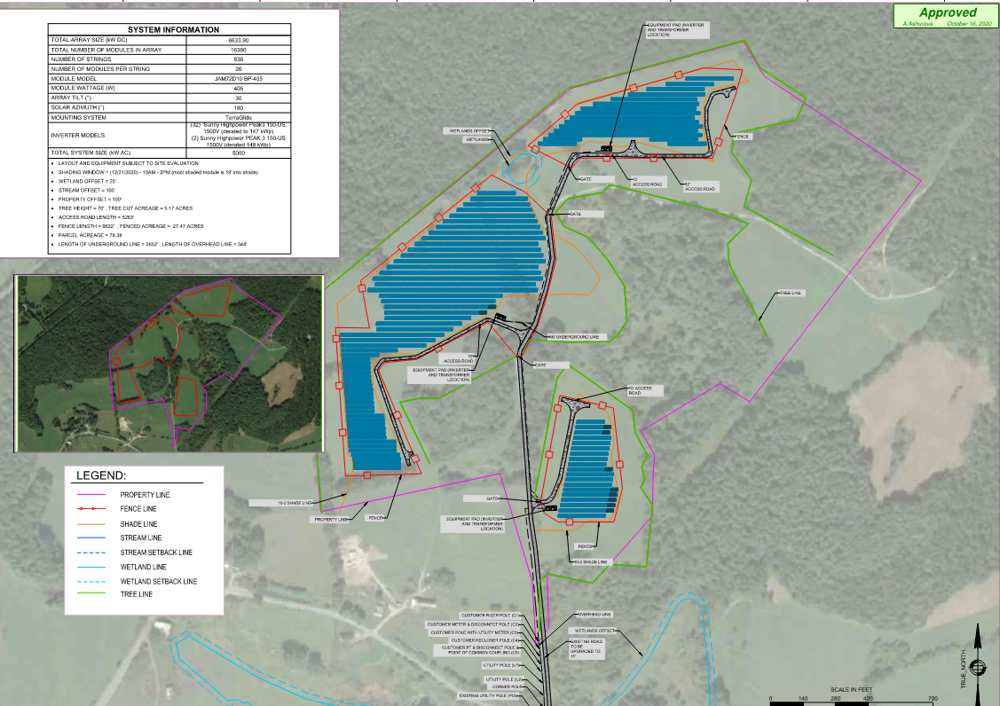 Approved
A.Ashurova October 16, 2020
SYSTEM INFORMATION
TOTAL ARRAY SIZE (kW DC) 6633.90
TOTAL NUMBER OF MODULES IN ARRAY 16380
NUMBER OF STRINGS 630
NUMBER OF MODULES PER STRING 26
MODULE MODEL JAM72D10 BP-405
MODULE WATTAGE (W) 405
ARRAY TILT (°) 30
SOLAR AZIMUTH (°) 180
MOUNTING SYSTEM TerraGlide
INVERTER MODELS
(32) Sunny Highpower Peak3 150-US,
1500V (derated to 147 kWp)
(2) Sunny Highpower PEAK 3 150-US
1500V (derated 148 kWp)
TOTAL SYSTEM SIZE (kW AC) 5000
• LAYOUT AND EQUIPMENT SUBJECT TO SITE EVALUATION
• SHADING WINDOW = (12/21/2020) - 10AM - 2PM (most shaded module is 19' into shade)
• WETLAND OFFSET = 25'
• STREAM OFFSET = 100'
• PROPERTY OFFSET = 100'
• TREE HEIGHT = 70', TREE CUT ACREAGE = 5.17 ACRES
• ACCESS ROAD LENGTH = 5263'
• FENCE LENGTH = 8622', FENCED ACREAGE = 27.47 ACRES
• PARCEL ACREAGE = 78.38
• LENGTH OF UNDERGROUND LINE = 2652', LENGTH OF OVERHEAD LINE = 344'
EQUIPMENT PAD (INVERTER
AND TRANSFORMER
LOCATION)
WETLANDS OFFSET
WETLANDS
FENCE
GATE
15'
ACCESS ROAD
12'
ACCESS ROAD
GATE
TREE LINE
MV UNDERGROUND LINE
12'
ACCESS ROAD
GATE
EQUIPMENT PAD (INVERTER
AND TRANSFORMER
LOCATION)
15' ACCESS
ROAD
LEGEND:
PROPERTY LINE
FENCE LINE
SHADE LINE
STREAM LINE
STREAM SETBACK LINE
WETLAND LINE
WETLAND SETBACK LINE
TREE LINE
10-2 SHADE LINE
PROPERTY LINE
FENCE
GATE
EQUIPMENT PAD (INVERTER
AND TRANSFORMER
LOCATION)
FENCE
10-2 SHADE LINE
CUSTOMER RISER POLE (C1)
CUSTOMER METER & DISCONNECT POLE (C2)
CUSTOMER POLE WITH UTILITY METER (C3)
CUSTOMER RECLOSER POLE (C4)
CUSTOMER PT & DISCONNECT POLE &
POINT OF COMMON COUPLING (C5)
UTILITY POLE (U1)
UTILITY POLE (U2)
CORNER POLE
EXISTING UTILITY POLE (POI)
OVERHEAD LINE
WETLANDS OFFSET
EXISTING ROAD
TO BE
UPGRADED TO
15'
TRUE_NORTH
SCALE IN FEET
0 140 280 420 700